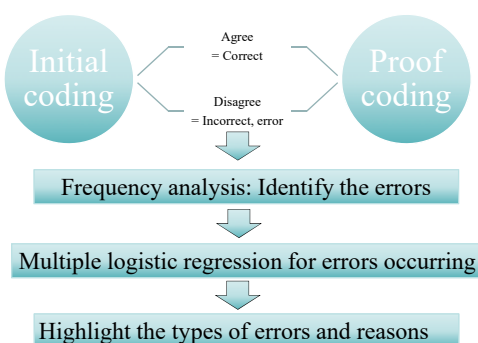 Initial
coding
Agree
= Correct
Disagree
= Incorrect, error
Proof
coding
Frequency analysis: Identify the errors
Multiple logistic regression for errors occurring
Highlight the types of errors and reasons